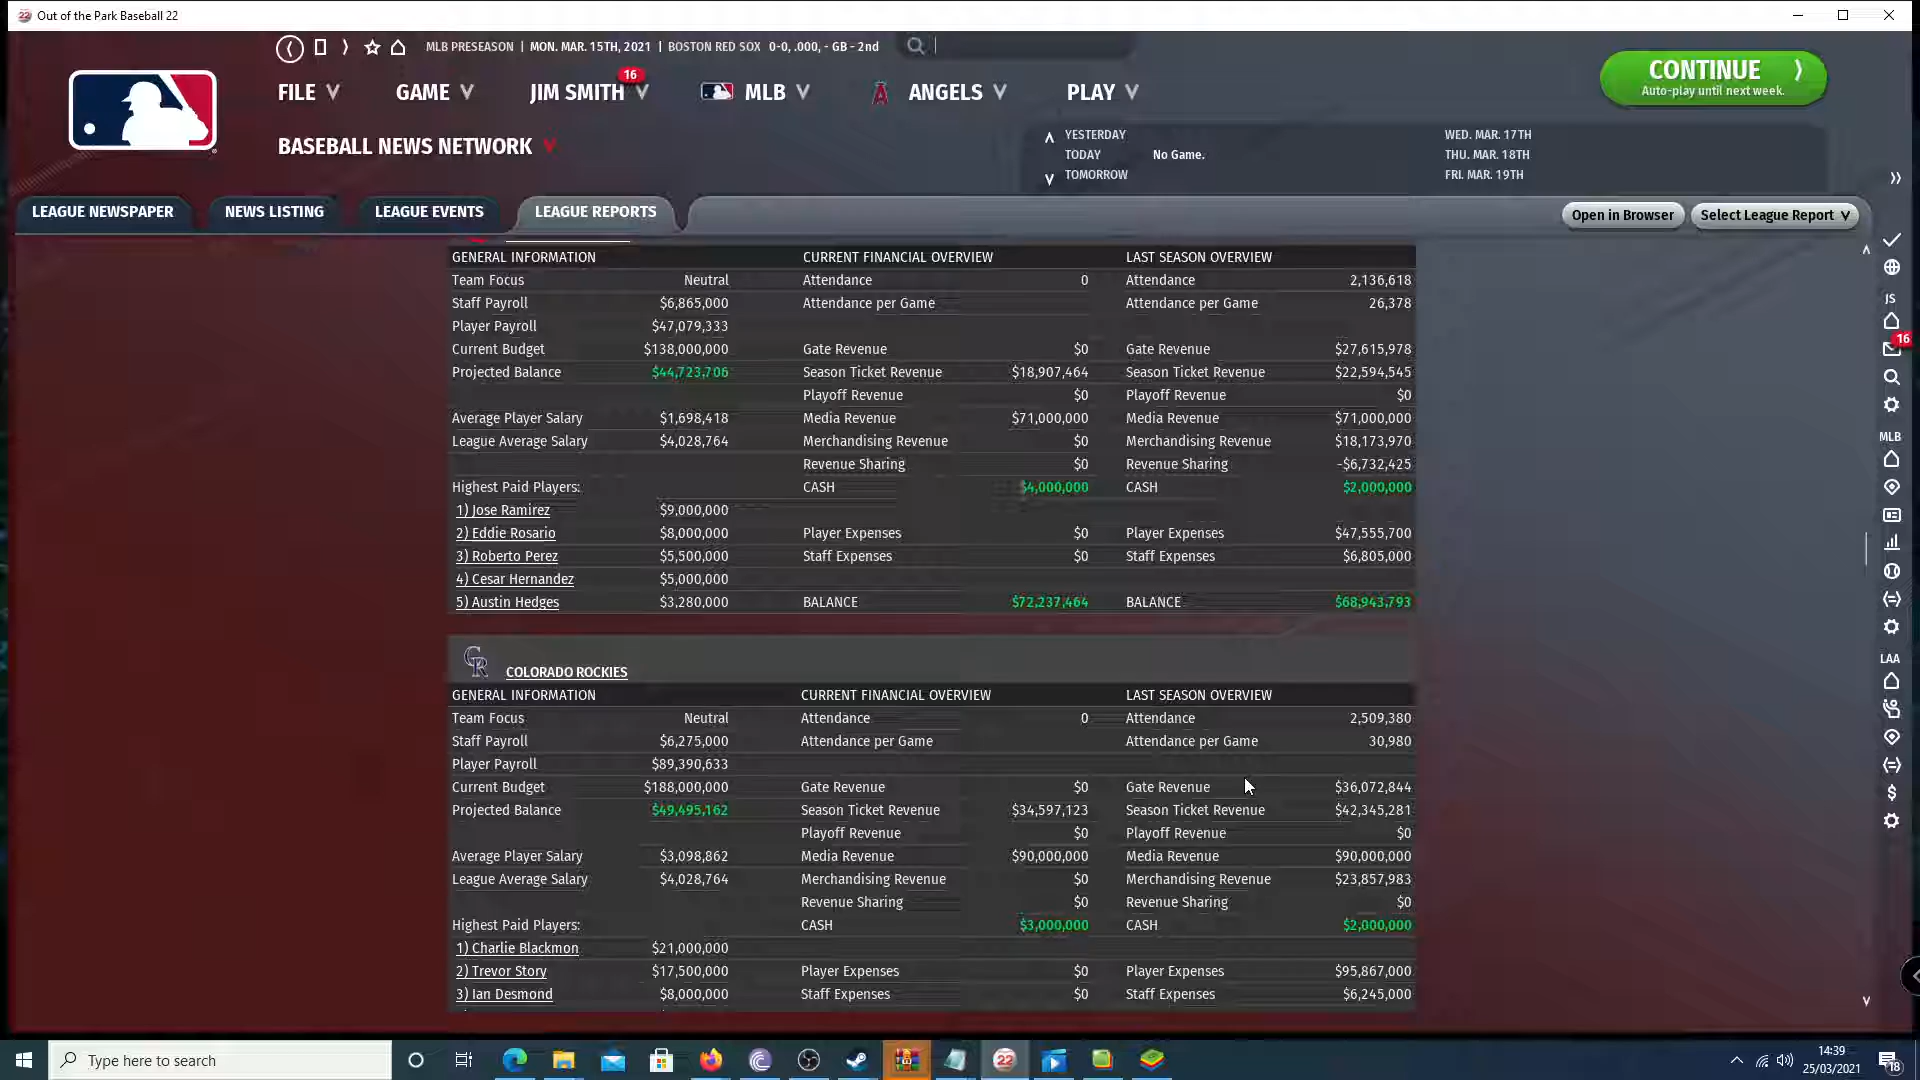 Out of the Park Baseball 22
MLB PRESEASON | MON. MAR. 15TH, 2021 | BOSTON RED SOX 0-0, .000, - GB - 2nd
FILE GAME JIM SMITH 16 MLB ANGELS PLAY
CONTINUE
Auto-play until next week.
BASEBALL NEWS NETWORK
YESTERDAY WED. MAR. 17TH
TODAY No Game. THU. MAR. 18TH
TOMORROW FRI. MAR. 19TH
LEAGUE NEWSPAPER NEWS LISTING LEAGUE EVENTS LEAGUE REPORTS Open in Browser Select League Report
GENERAL INFORMATION CURRENT FINANCIAL OVERVIEW LAST SEASON OVERVIEW
Team Focus Neutral Attendance 0 Attendance 2,136,618
Staff Payroll $6,865,000 Attendance per Game Attendance per Game 26,378
Player Payroll $47,079,333
Current Budget $138,000,000 Gate Revenue $0 Gate Revenue $27,615,978
Projected Balance $44,723,706 Season Ticket Revenue $18,907,464 Season Ticket Revenue $22,594,545
Playoff Revenue $0 Playoff Revenue $0
Average Player Salary $1,698,418 Media Revenue $71,000,000 Media Revenue $71,000,000
League Average Salary $4,028,764 Merchandising Revenue $0 Merchandising Revenue $18,173,970
Revenue Sharing $0 Revenue Sharing -$6,732,425
Highest Paid Players: CASH $4,000,000 CASH $2,000,000
1) Jose Ramirez $9,000,000
2) Eddie Rosario $8,000,000 Player Expenses $0 Player Expenses $47,555,700
3) Roberto Perez $5,500,000 Staff Expenses $0 Staff Expenses $6,805,000
4) Cesar Hernandez $5,000,000
5) Austin Hedges $3,280,000 BALANCE $72,237,464 BALANCE $68,943,793
CR COLORADO ROCKIES
GENERAL INFORMATION CURRENT FINANCIAL OVERVIEW LAST SEASON OVERVIEW
Team Focus Neutral Attendance 0 Attendance 2,509,380
Staff Payroll $6,275,000 Attendance per Game Attendance per Game 30,980
Player Payroll $89,390,633
Current Budget $188,000,000 Gate Revenue $0 Gate Revenue $36,072,844
Projected Balance $49,495,162 Season Ticket Revenue $34,597,123 Season Ticket Revenue $42,345,281
Playoff Revenue $0 Playoff Revenue $0
Average Player Salary $3,098,862 Media Revenue $90,000,000 Media Revenue $90,000,000
League Average Salary $4,028,764 Merchandising Revenue $0 Merchandising Revenue $23,857,983
Revenue Sharing $0 Revenue Sharing $0
Highest Paid Players: CASH $3,000,000 CASH $2,000,000
1) Charlie Blackmon $21,000,000
2) Trevor Story $17,500,000 Player Expenses $0 Player Expenses $95,867,000
3) Ian Desmond $8,000,000 Staff Expenses $0 Staff Expenses $6,245,000
JS
16
MLB
LAA
Type here to search
22
14:39
25/03/2021
18